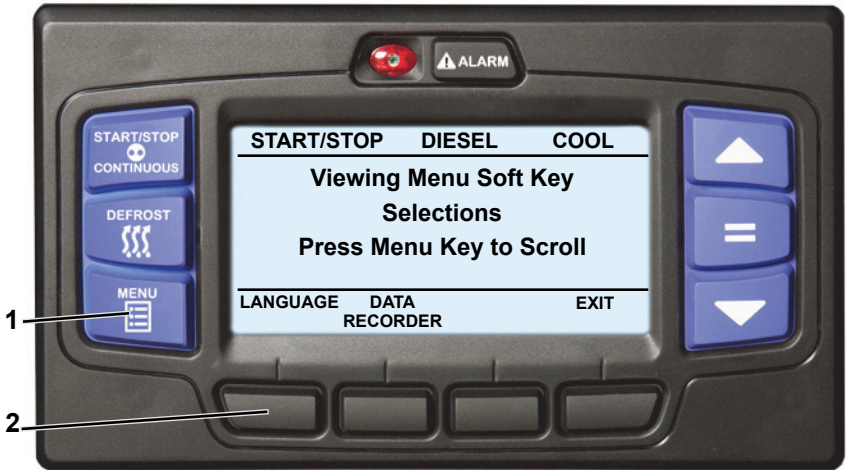 ALARM
START/STOP
CONTINUOUS
DEFROST
MENU
START/STOP DIESEL COOL
Viewing Menu Soft Key
Selections
Press Menu Key to Scroll
LANGUAGE DATA EXIT
RECORDER
1
2